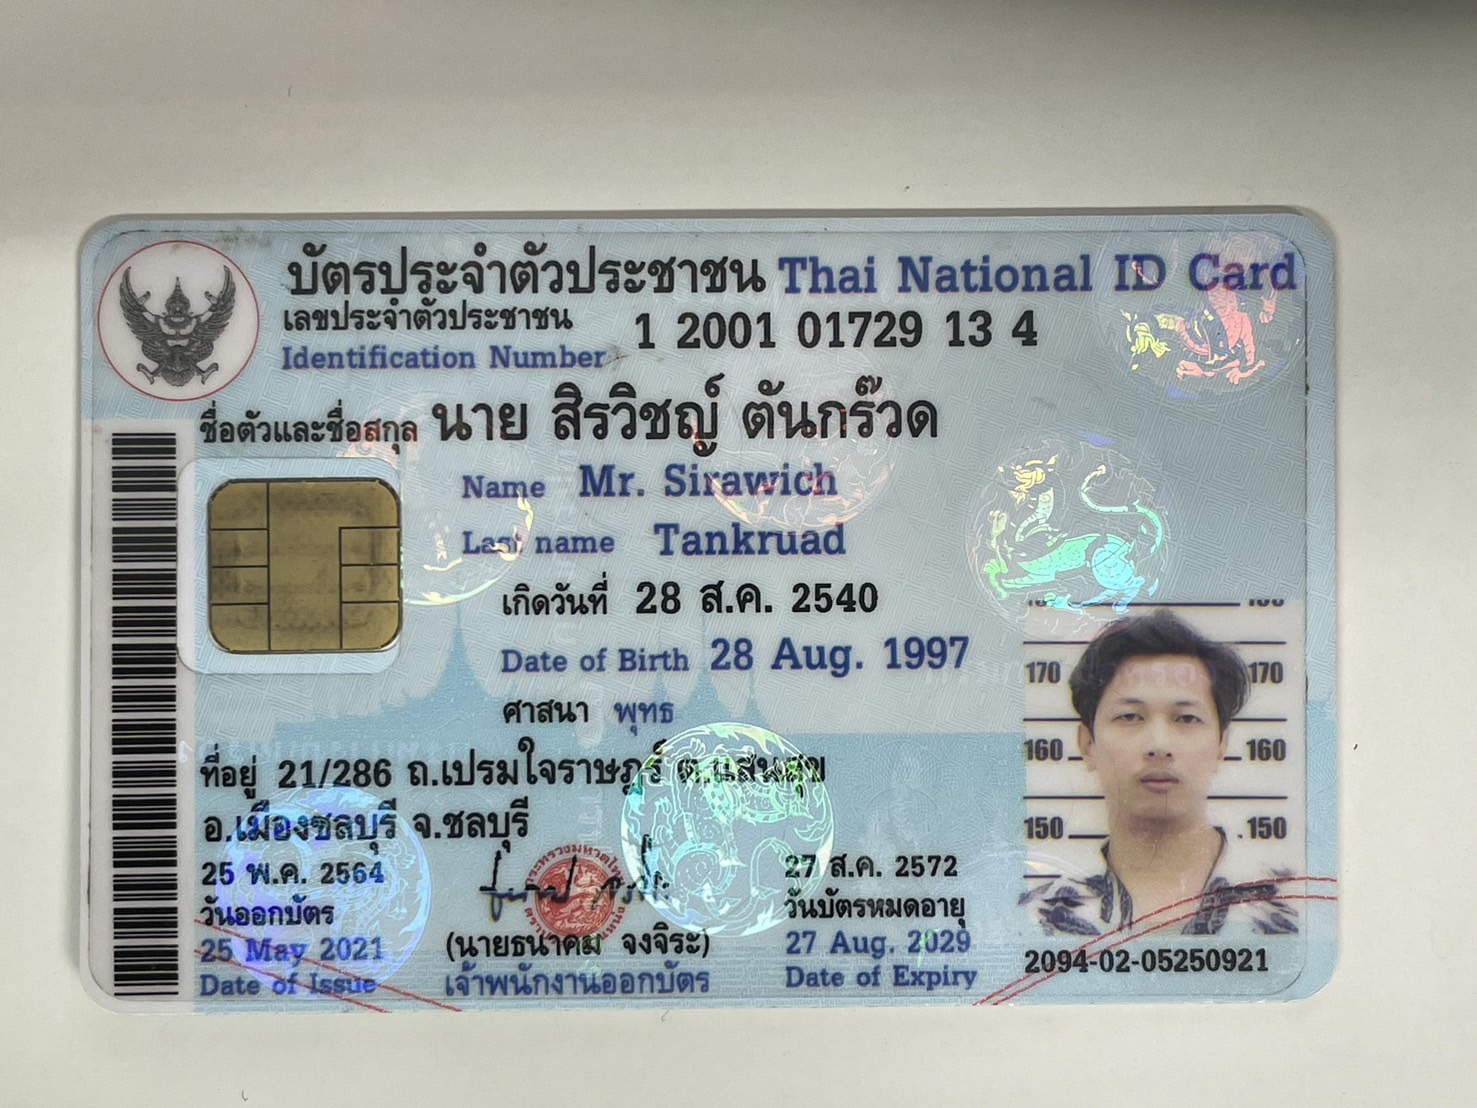 บัตรประจำตัวประชาชน Thai National ID Card
เลขประจำตัวประชาชน 1 2001 01729 13 4
Identification Number
ชื่อตัวและชื่อสกุล นาย สิรวิชญ์ ตันกร๊วด
Name Mr. Sirawich
Last name Tankruad
เกิดวันที่ 28 ส.ค. 2540
Date of Birth 28 Aug. 1997
ศาสนา พุทธ
ที่อยู่ 21/286 ถ.เปรมใจราษฎร์ ต.แสนสุข
อ.เมืองชลบุรี จ.ชลบุรี
25 พ.ค. 2564
วันออกบัตร
25 May 2021
Date of Issue
(นายธนาคม จงจิระ)
เจ้าพนักงานออกบัตร
27 ส.ค. 2572
วันบัตรหมดอายุ
27 Aug. 2029
Date of Expiry
170 170
160 160
150 150
2094-02-05250921